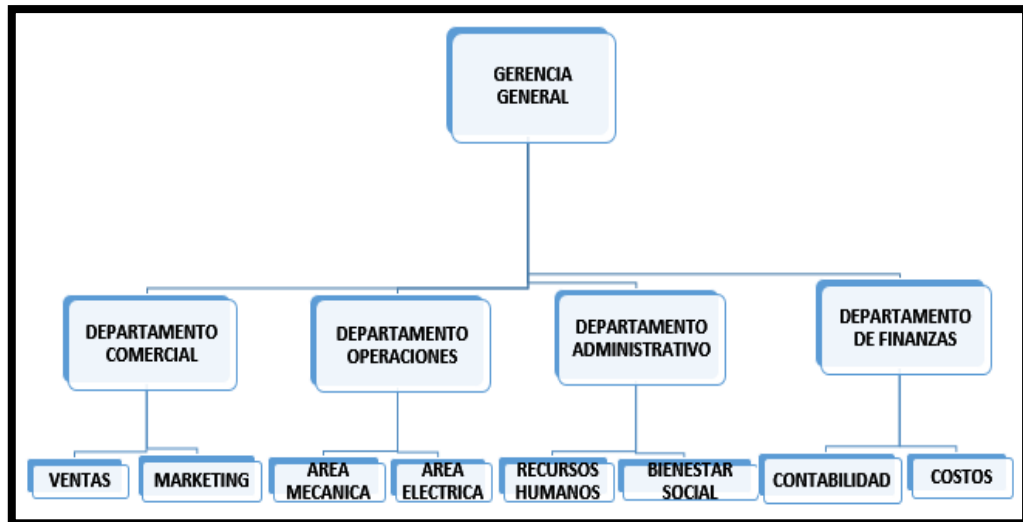 GERENCIA
GENERAL
DEPARTAMENTO
COMERCIAL
DEPARTAMENTO
OPERACIONES
DEPARTAMENTO
ADMINISTRATIVO
DEPARTAMENTO
DE FINANZAS
VENTAS
MARKETING
AREA
MECANICA
AREA
ELECTRICA
RECURSOS
HUMANOS
BIENESTAR
SOCIAL
CONTABILIDAD
COSTOS